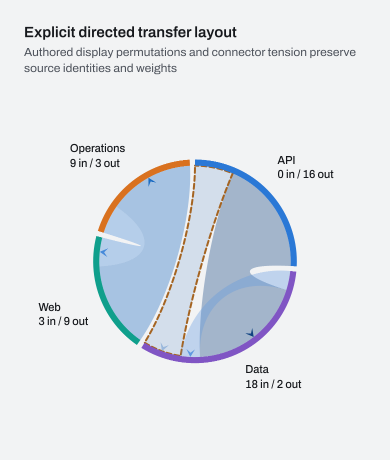 Explicit directed transfer layout
Authored display permutations and connector tension preserve
source identities and weights
Operations
9 in / 3 out
API
0 in / 16 out
Web
3 in / 9 out
Data
18 in / 2 out